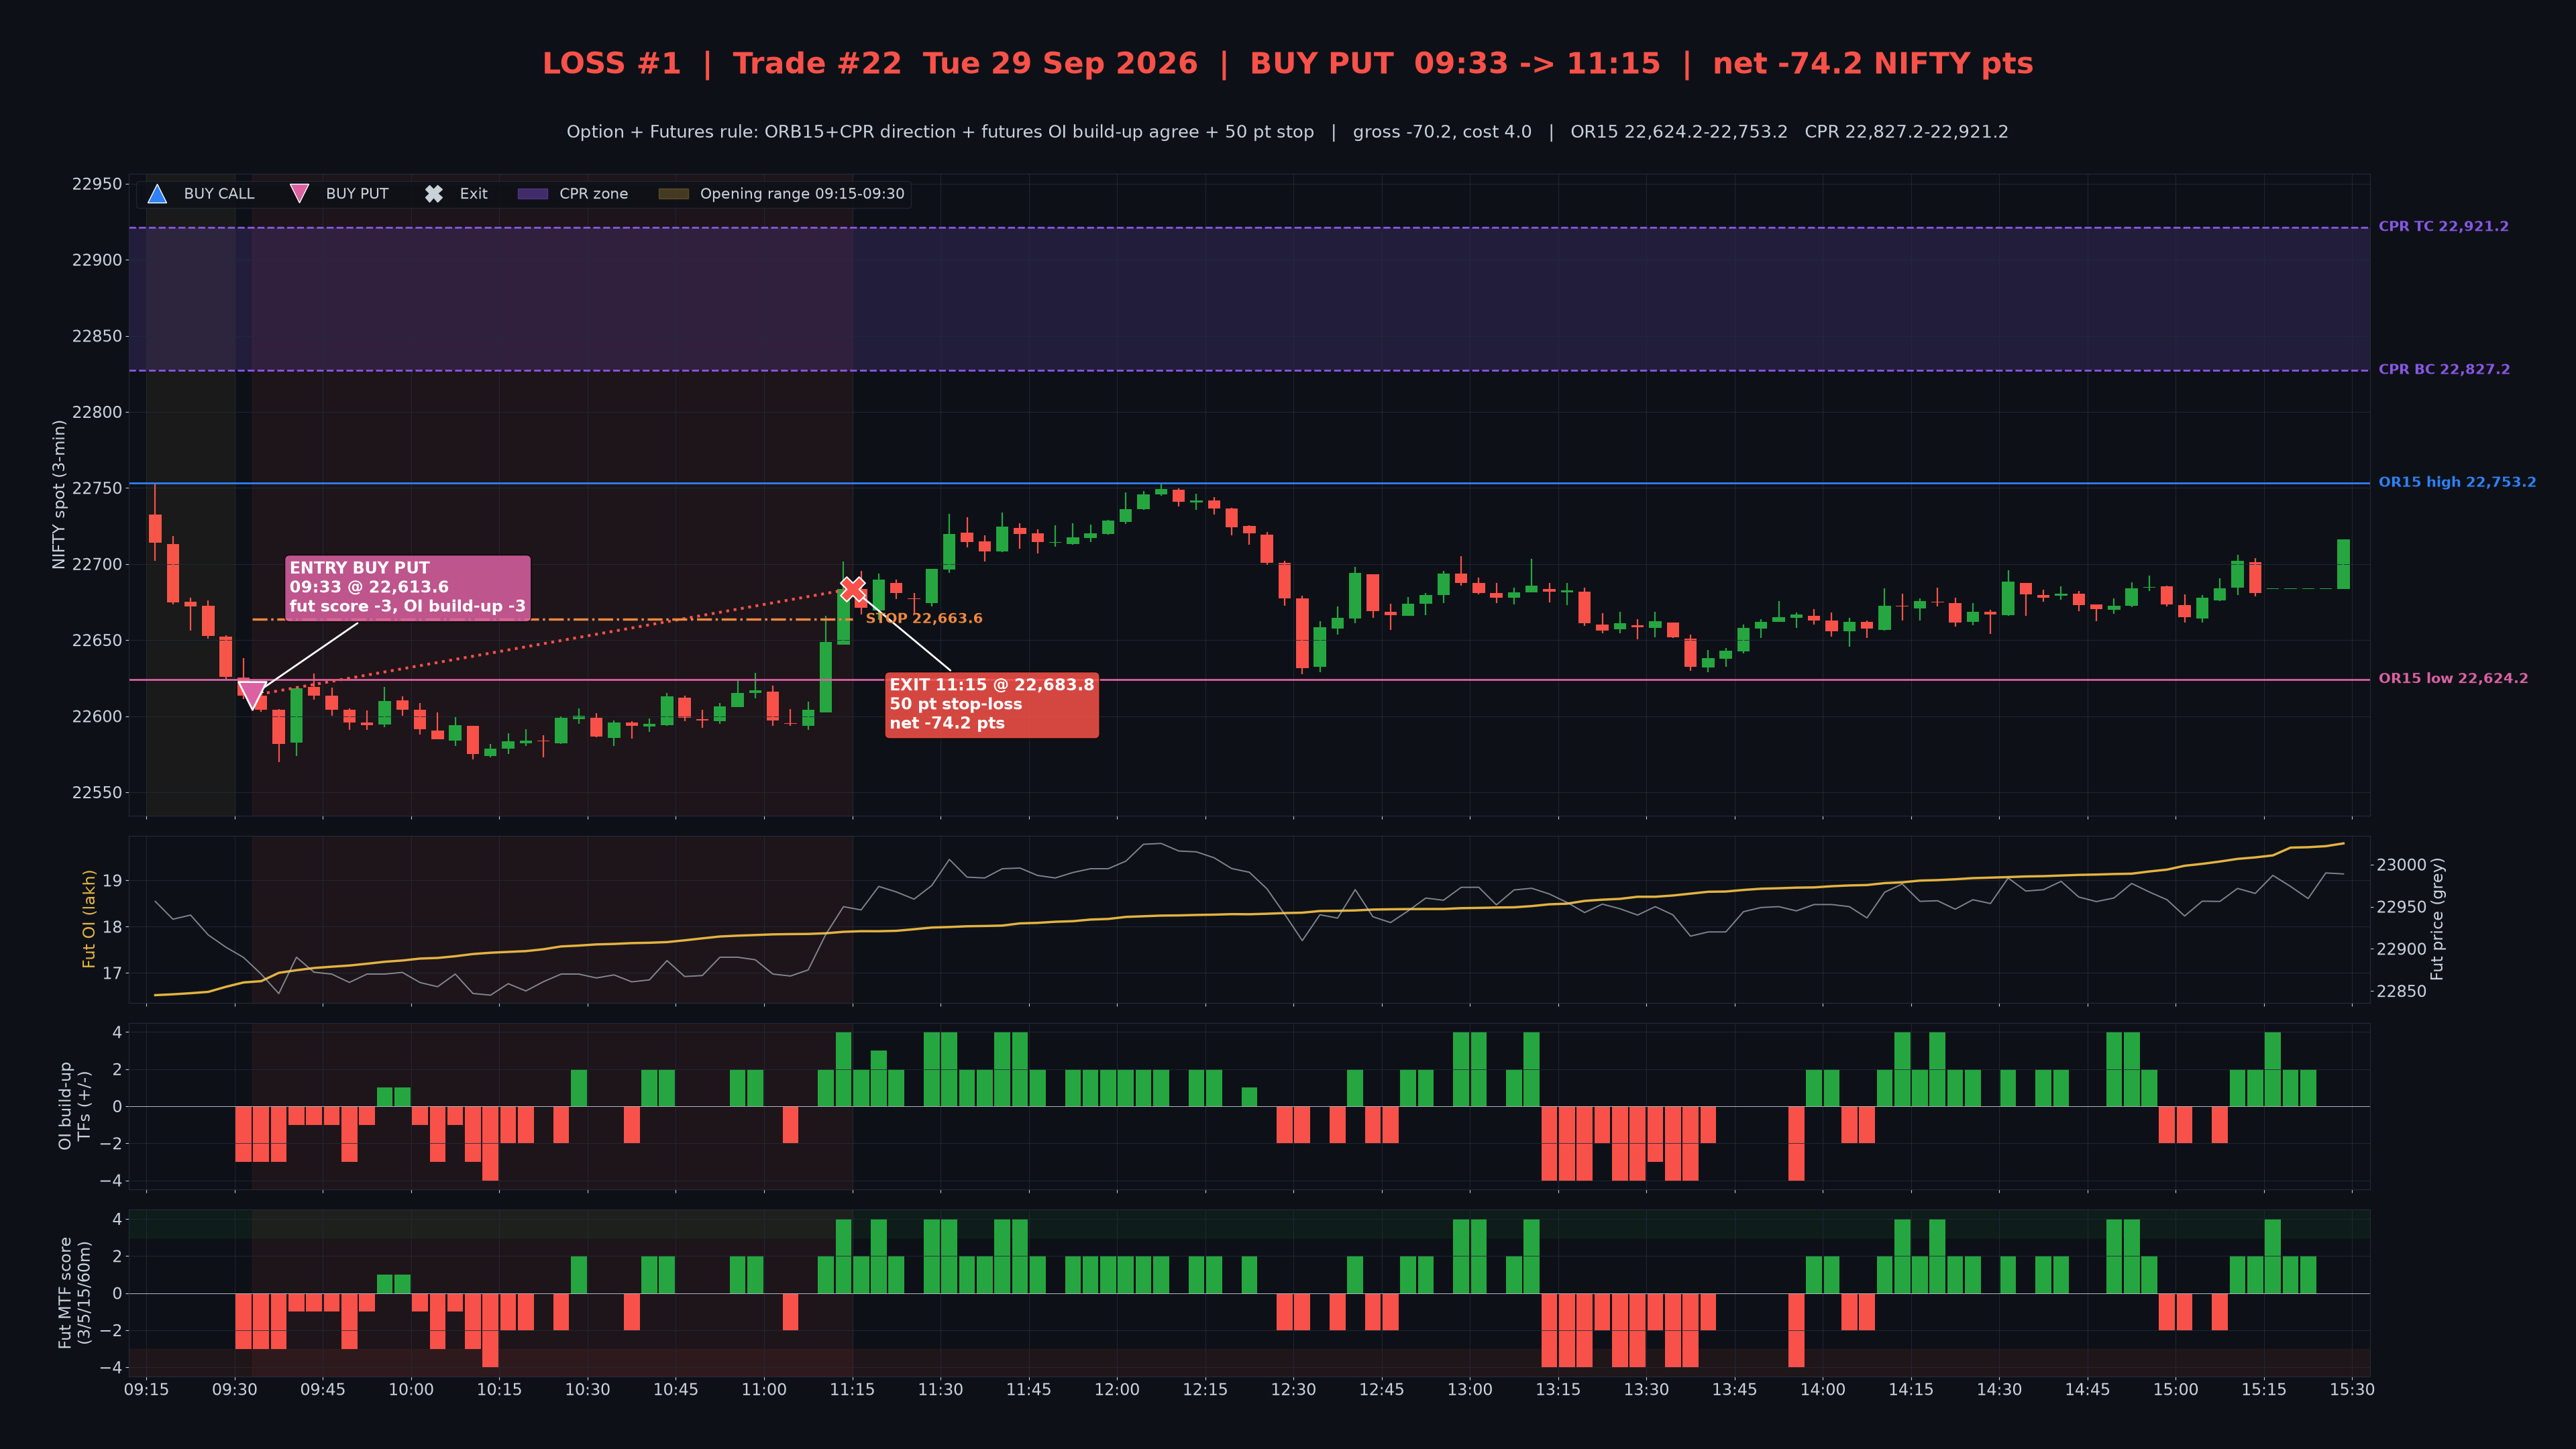 LOSS #1 | Trade #22 Tue 29 Sep 2026 | BUY PUT 09:33 -> 11:15 | net -74.2 NIFTY pts
Option + Futures rule: ORB15+CPR direction + futures OI build-up agree + 50 pt stop | gross -70.2, cost 4.0 | OR15 22,624.2-22,753.2 CPR 22,827.2-22,921.2
BUY CALL BUY PUT Exit CPR zone Opening range 09:15-09:30
NIFTY spot (3-min)
22950
22900
22850
22800
22750
22700
22650
22600
22550
CPR TC 22,921.2
CPR BC 22,827.2
OR15 high 22,753.2
OR15 low 22,624.2
ENTRY BUY PUT
09:33 @ 22,613.6
fut score -3, OI build-up -3
STOP 22,663.6
EXIT 11:15 @ 22,683.8
50 pt stop-loss
net -74.2 pts
Fut OI (lakh)
19
18
17
23000
22950
22900
22850
Fut price (grey)
OI build-up
TFs (+/-)
4
2
0
−2
−4
Fut MTF score
(3/5/15/60m)
4
2
0
−2
−4
09:15 09:30 09:45 10:00 10:15 10:30 10:45 11:00 11:15 11:30 11:45 12:00 12:15 12:30 12:45 13:00 13:15 13:30 13:45 14:00 14:15 14:30 14:45 15:00 15:15 15:30